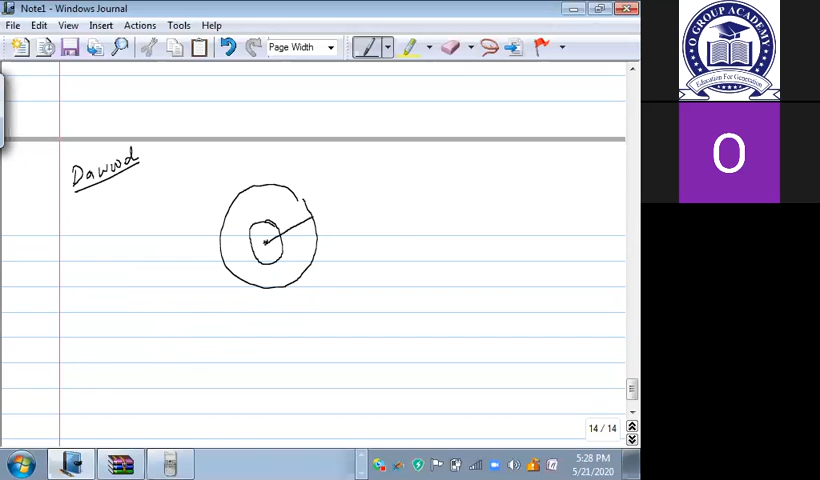 Note1 - Windows Journal
File Edit View Insert Actions Tools Help
Page Width
Dawod
14 / 14
5:28 PM
5/21/2020
O GROUP ACADEMY
Education For Generation
O